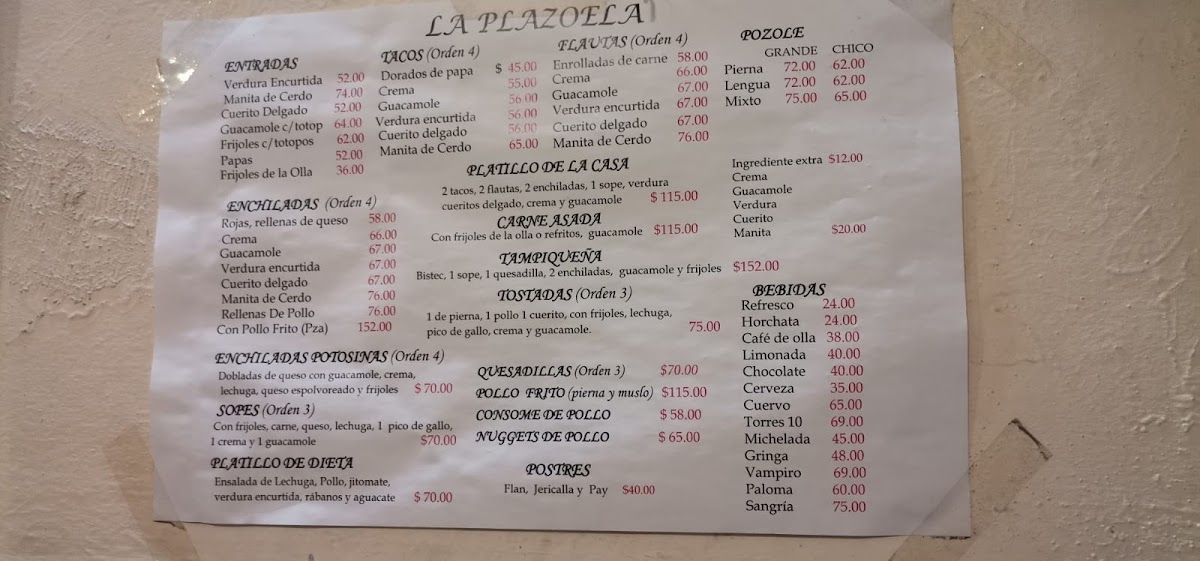 LA PLAZOELA
ENTRADAS
Verdura Encurtida 52.00
Manita de Cerdo 74.00
Cuerito Delgado 52.00
Guacamole c/totop 64.00
Frijoles c/totopos 62.00
Papas 52.00
Frijoles de la Olla 36.00
TACOS (Orden 4)
Dorados de papa $ 45.00
Crema 55.00
Guacamole 56.00
Verdura encurtida 56.00
Cuerito delgado 56.00
Manita de Cerdo 65.00
FLAUTAS (Orden 4)
Enrolladas de carne 58.00
Crema 66.00
Guacamole 67.00
Verdura encurtida 67.00
Cuerito delgado 67.00
Manita de Cerdo 76.00
POZOLE
GRANDE CHICO
Pierna 72.00 62.00
Lengua 72.00 62.00
Mixto 75.00 65.00
Ingrediente extra $12.00
Crema
Guacamole
Verdura
Cuerito
Manita $20.00
ENCHILADAS (Orden 4)
Rojas, rellenas de queso 58.00
Crema 66.00
Guacamole 67.00
Verdura encurtida 67.00
Cuerito delgado 67.00
Manita de Cerdo 76.00
Rellenas De Pollo 76.00
Con Pollo Frito (Pza) 152.00
PLATILLO DE LA CASA
2 tacos, 2 flautas, 2 enchiladas, 1 sope, verdura
cueritos delgado, crema y guacamole $ 115.00
CARNE ASADA
Con frijoles de la olla o refritos, guacamole $115.00
TAMPIQUEÑA
Bistec, 1 sope, 1 quesadilla, 2 enchiladas, guacamole y frijoles $152.00
TOSTADAS (Orden 3)
1 de pierna, 1 pollo 1 cuerito, con frijoles, lechuga,
pico de gallo, crema y guacamole. 75.00
BEBIDAS
Refresco 24.00
Horchata 24.00
Café de olla 38.00
Limonada 40.00
Chocolate 40.00
Cerveza 35.00
Cuervo 65.00
Torres 10 69.00
Michelada 45.00
Gringa 48.00
Vampiro 69.00
Paloma 60.00
Sangría 75.00
ENCHILADAS POTOSINAS (Orden 4)
Dobladas de queso con guacamole, crema,
lechuga, queso espolvoreado y frijoles $ 70.00
SOPES (Orden 3)
Con frijoles, carne, queso, lechuga, 1 pico de gallo,
1 crema y 1 guacamole $70.00
PLATILLO DE DIETA
Ensalada de Lechuga, Pollo, jitomate,
verdura encurtida, rábanos y aguacate $ 70.00
QUESADILLAS (Orden 3) $70.00
POLLO FRITO (pierna y muslo) $115.00
CONSOME DE POLLO $ 58.00
NUGGETS DE POLLO $ 65.00
POSTRES
Flan, Jericalla y Pay $40.00